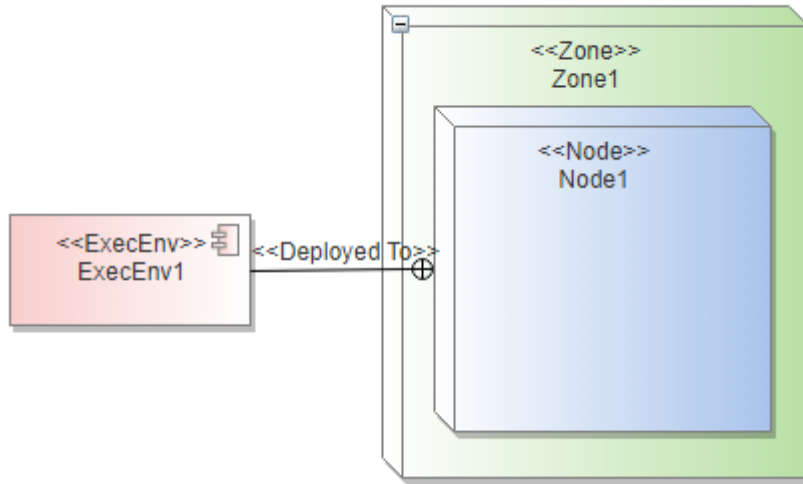 <<Zone>>
Zone1
<<Node>>
Node1
<<ExecEnv>>
ExecEnv1
<<Deployed To>>